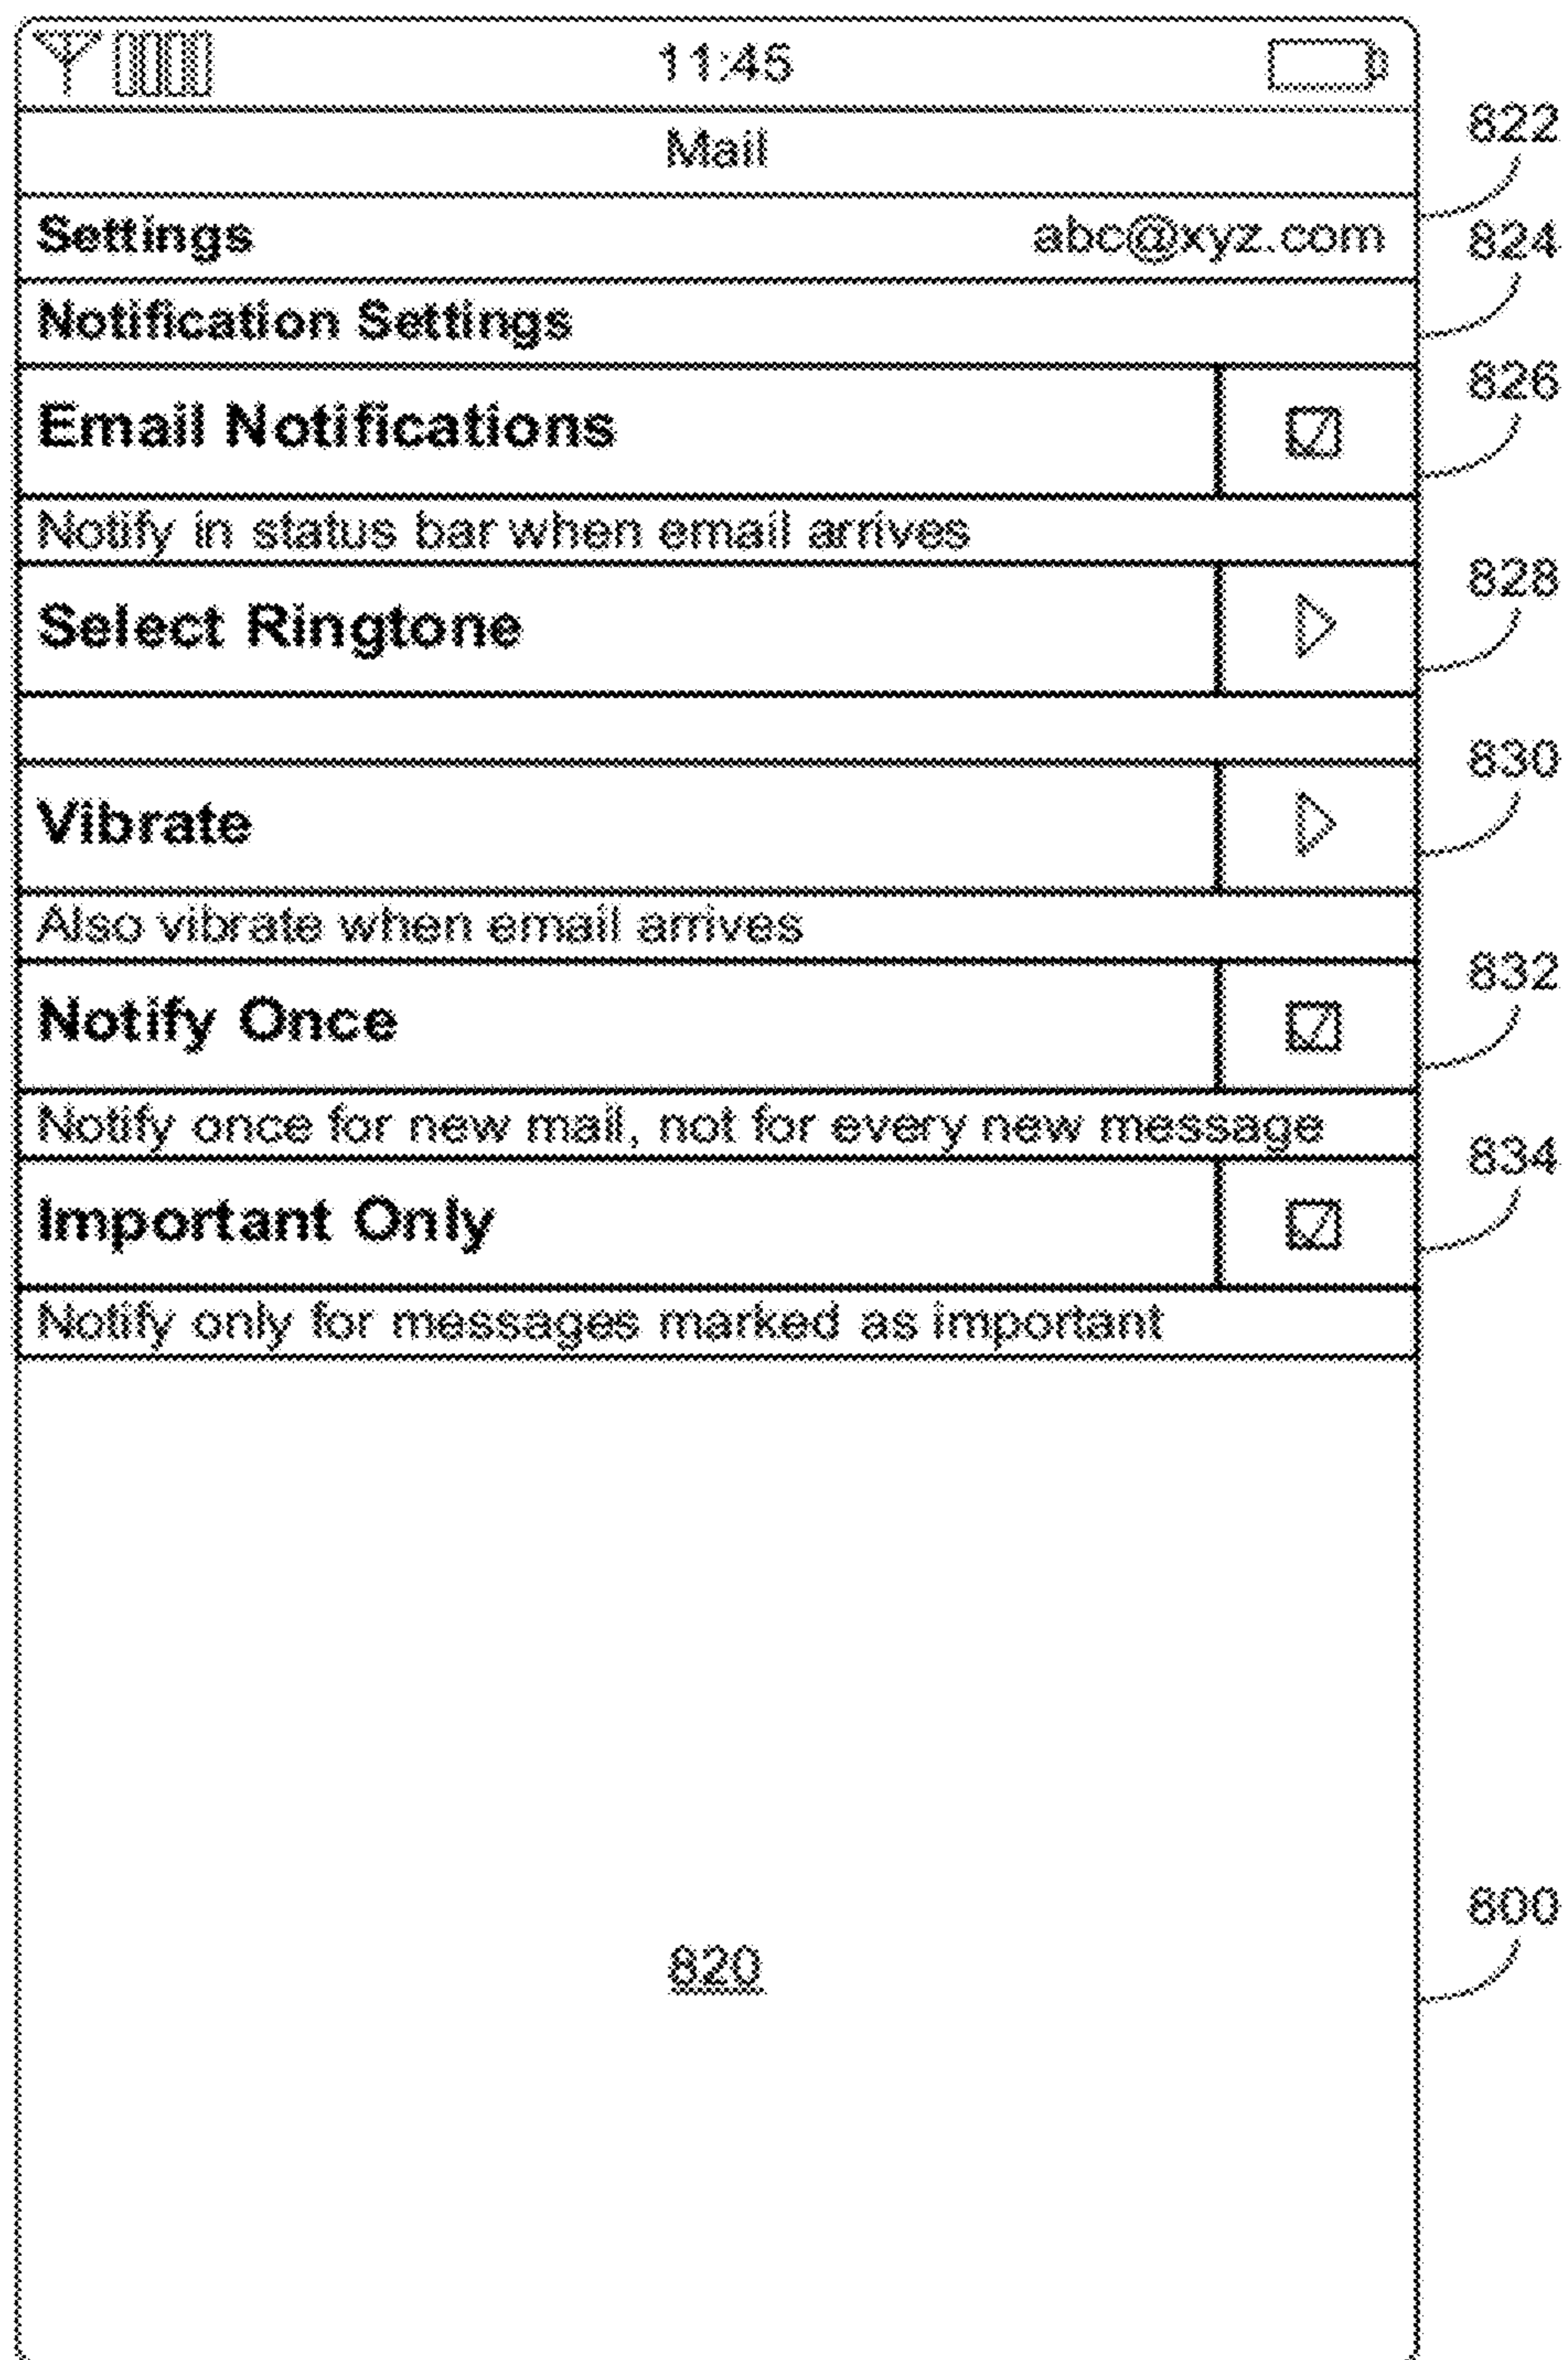 11:45
Mail
822
Settings abc@xyz.com
824
Notification Settings
826
Email Notifications
Notify in status bar when email arrives
828
Select Ringtone
830
Vibrate
Also vibrate when email arrives
832
Notify Once
Notify once for new mail, not for every new message
834
Important Only
Notify only for messages marked as important
800
820